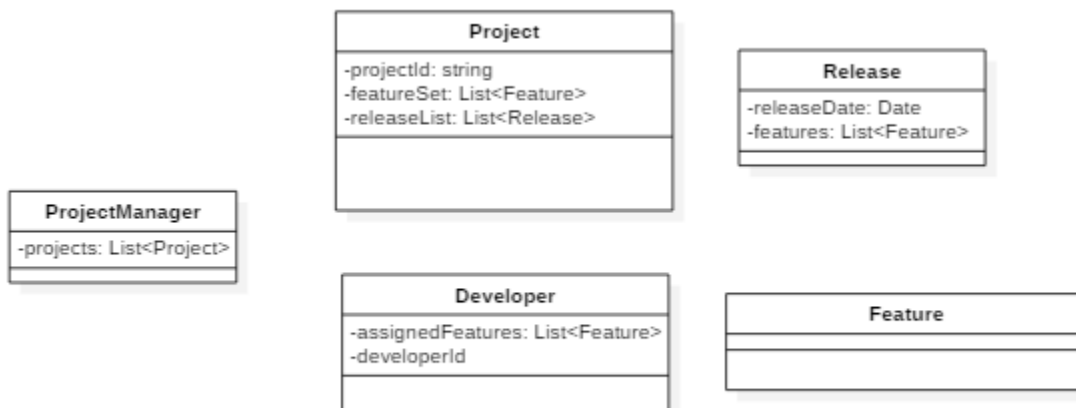 Project
-projectId: string
-featureSet: List<Feature>
-releaseList: List<Release>
Release
-releaseDate: Date
-features: List<Feature>
ProjectManager
-projects: List<Project>
Developer
-assignedFeatures: List<Feature>
-developerId
Feature